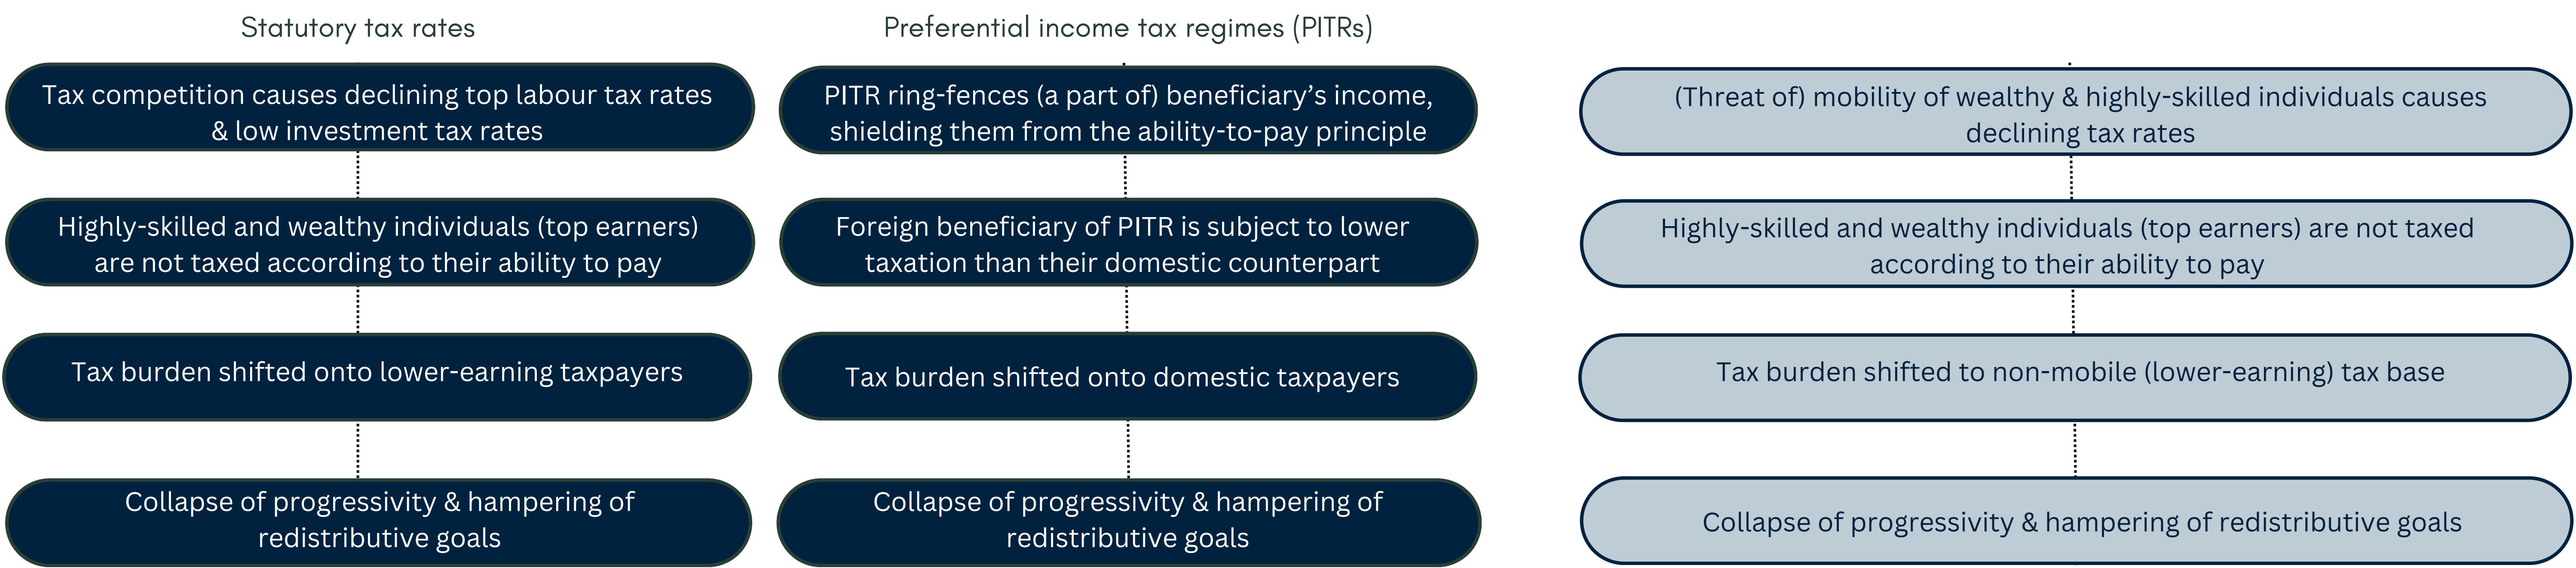 Statutory tax rates
Tax competition causes declining top labour tax rates
& low investment tax rates
Highly-skilled and wealthy individuals (top earners)
are not taxed according to their ability to pay
Tax burden shifted onto lower-earning taxpayers
Collapse of progressivity & hampering of
redistributive goals
Preferential income tax regimes (PITRs)
PITR ring-fences (a part of) beneficiary’s income,
shielding them from the ability-to-pay principle
Foreign beneficiary of PITR is subject to lower
taxation than their domestic counterpart
Tax burden shifted onto domestic taxpayers
Collapse of progressivity & hampering of
redistributive goals
(Threat of) mobility of wealthy & highly-skilled individuals causes
declining tax rates
Highly-skilled and wealthy individuals (top earners) are not taxed
according to their ability to pay
Tax burden shifted to non-mobile (lower-earning) tax base
Collapse of progressivity & hampering of redistributive goals